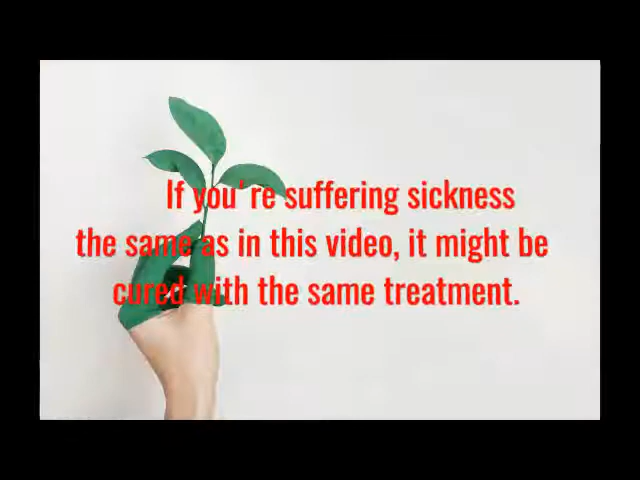 If you're suffering sickness
the same as in this video, it might be
cured with the same treatment.